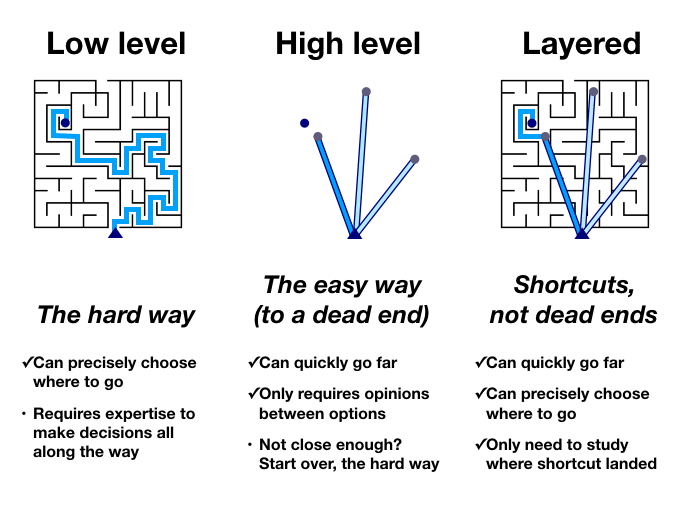 Low level
High level
Layered
The hard way
The easy way
(to a dead end)
Shortcuts,
not dead ends
✓Can precisely choose
where to go
• Requires expertise to
make decisions all
along the way
✓Can quickly go far
✓Only requires opinions
between options
• Not close enough?
Start over, the hard way
✓Can quickly go far
✓Can precisely choose
where to go
✓Only need to study
where shortcut landed